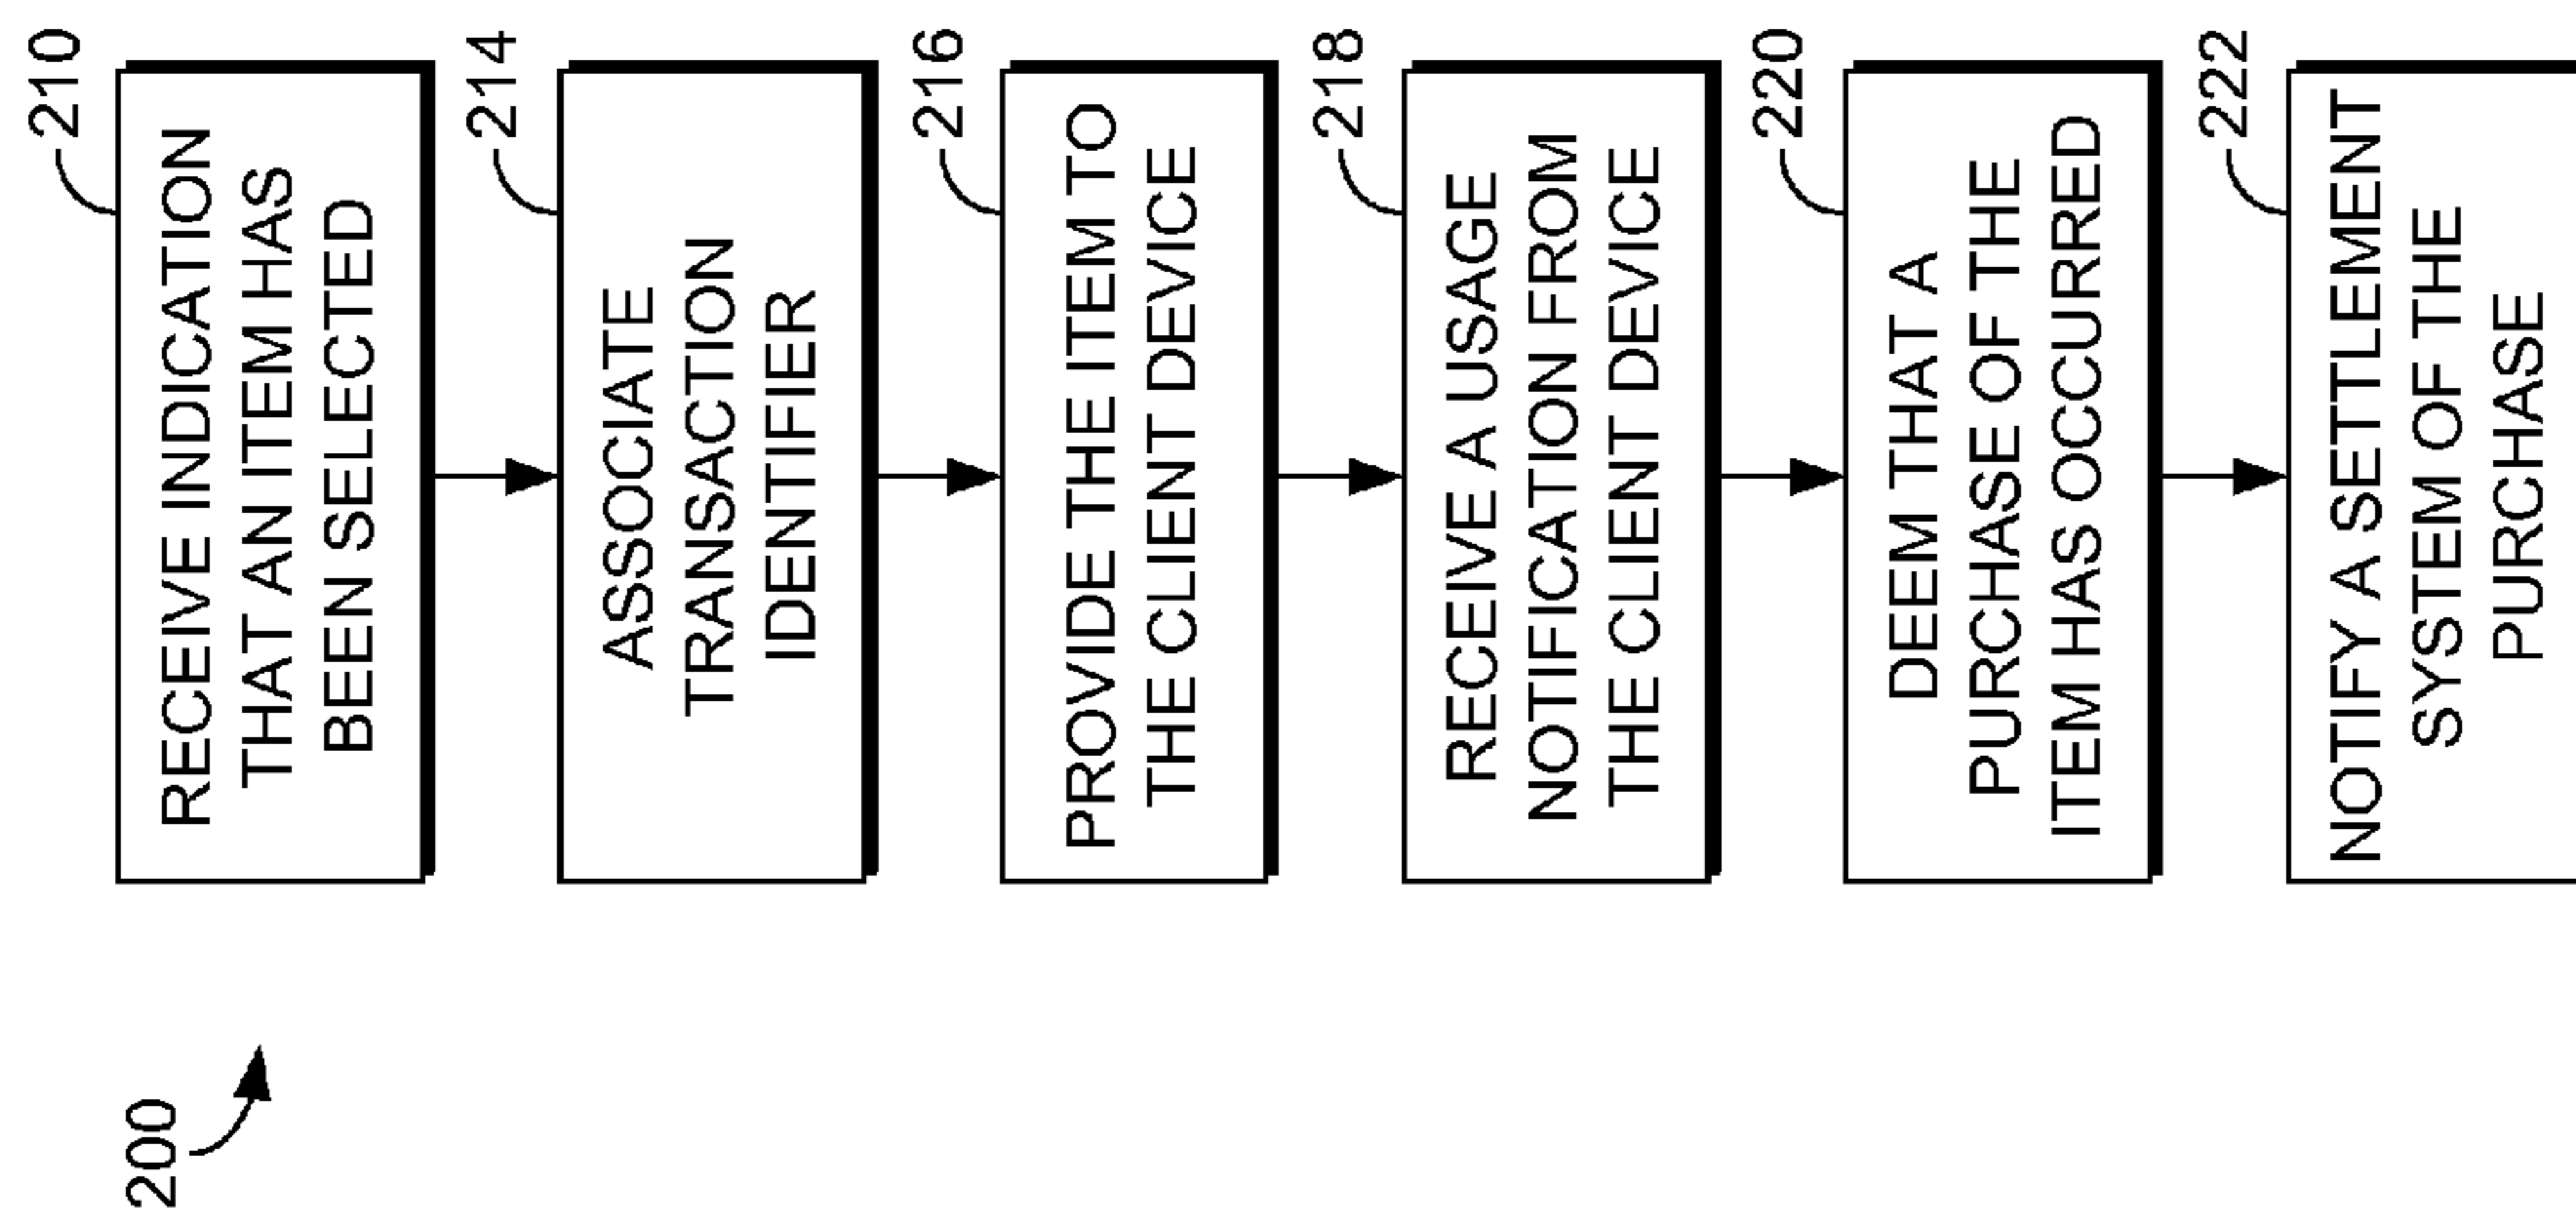 200
210
RECEIVE INDICATION
THAT AN ITEM HAS
BEEN SELECTED
214
ASSOCIATE
TRANSACTION
IDENTIFIER
216
PROVIDE THE ITEM TO
THE CLIENT DEVICE
218
RECEIVE A USAGE
NOTIFICATION FROM
THE CLIENT DEVICE
220
DEEM THAT A
PURCHASE OF THE
ITEM HAS OCCURRED
222
NOTIFY A SETTLEMENT
SYSTEM OF THE
PURCHASE